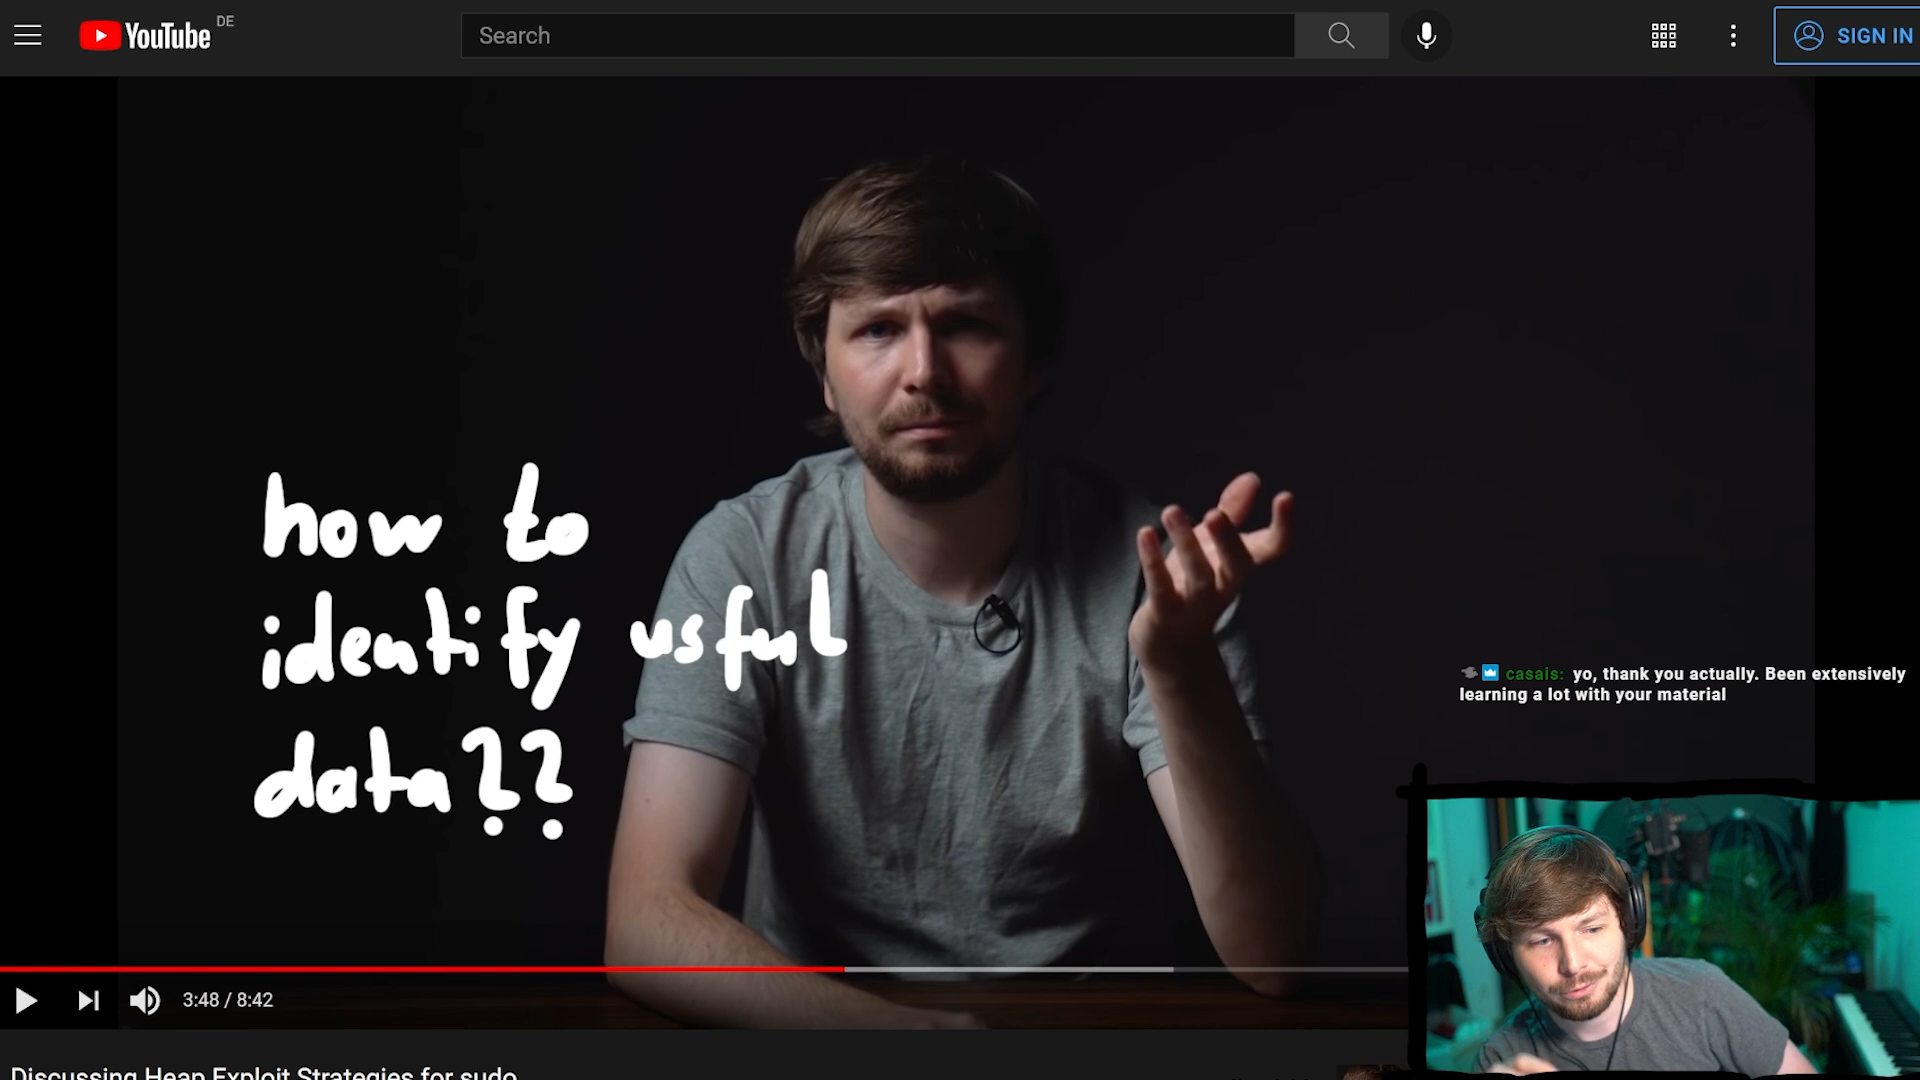 YouTube DE
Search
SIGN IN
how to
identify usful
data??
casais: yo, thank you actually. Been extensively
learning a lot with your material
3:48 / 8:42
Discussing Heap Exploit Strategies for sudo